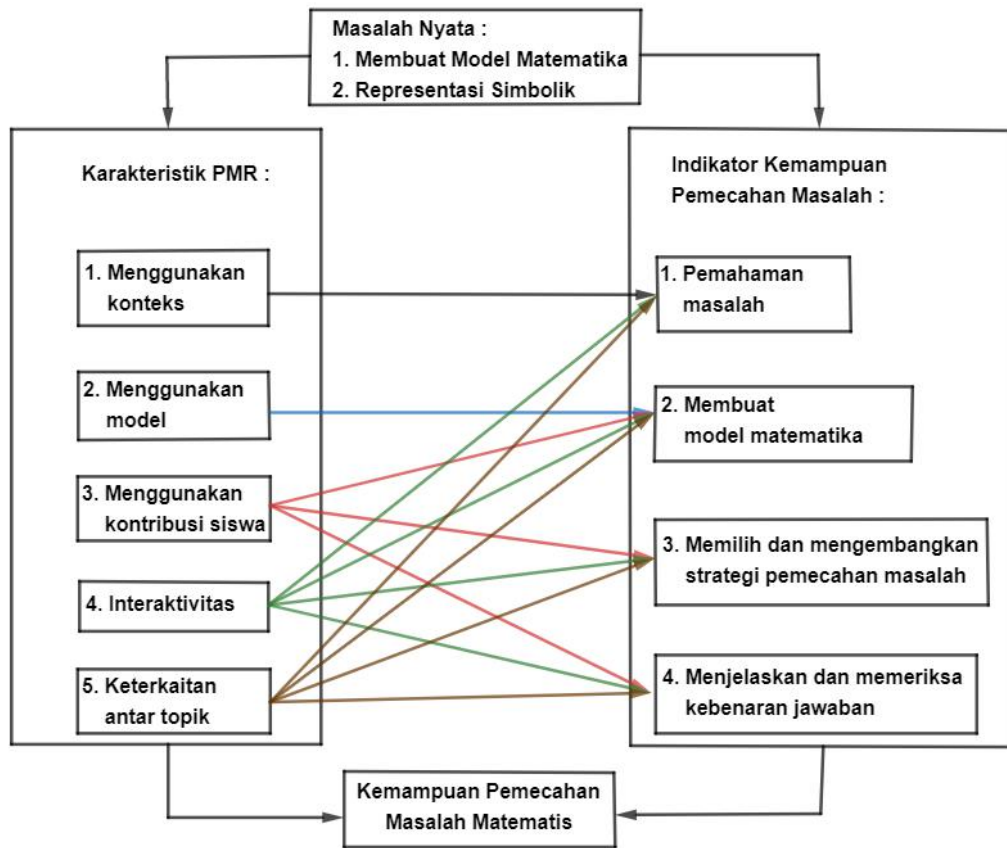 Masalah Nyata :
1. Membuat Model Matematika
2. Representasi Simbolik
Karakteristik PMR :
1. Menggunakan
konteks
2. Menggunakan
model
3. Menggunakan
kontribusi siswa
4. Interaktivitas
5. Keterkaitan
antar topik
Indikator Kemampuan
Pemecahan Masalah :
1. Pemahaman
masalah
2. Membuat
model matematika
3. Memilih dan mengembangkan
strategi pemecahan masalah
4. Menjelaskan dan memeriksa
kebenaran jawaban
Kemampuan Pemecahan
Masalah Matematis